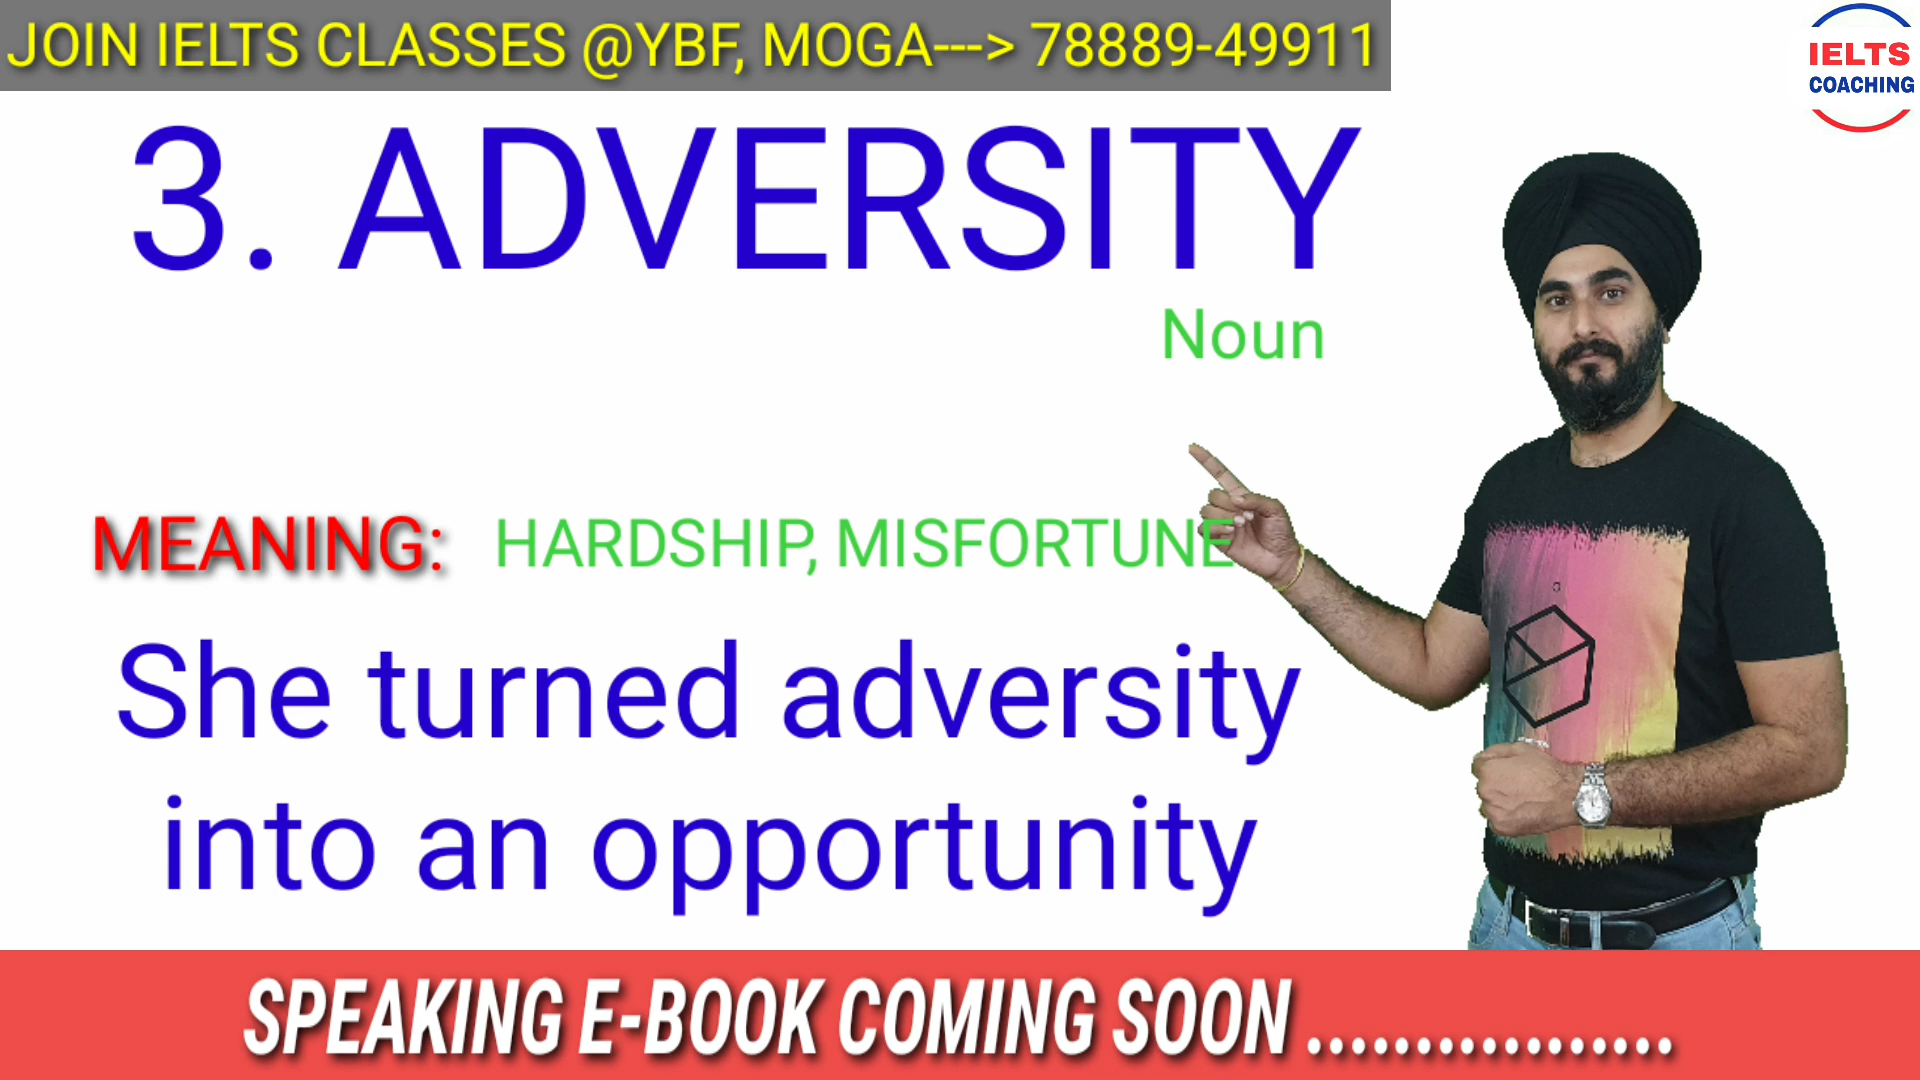 JOIN IELTS CLASSES @YBF, MOGA---> 78889-49911
IELTS
COACHING
3. ADVERSITY
Noun
MEANING: HARDSHIP, MISFORTUNE
She turned adversity
into an opportunity
SPEAKING E-BOOK COMING SOON .................